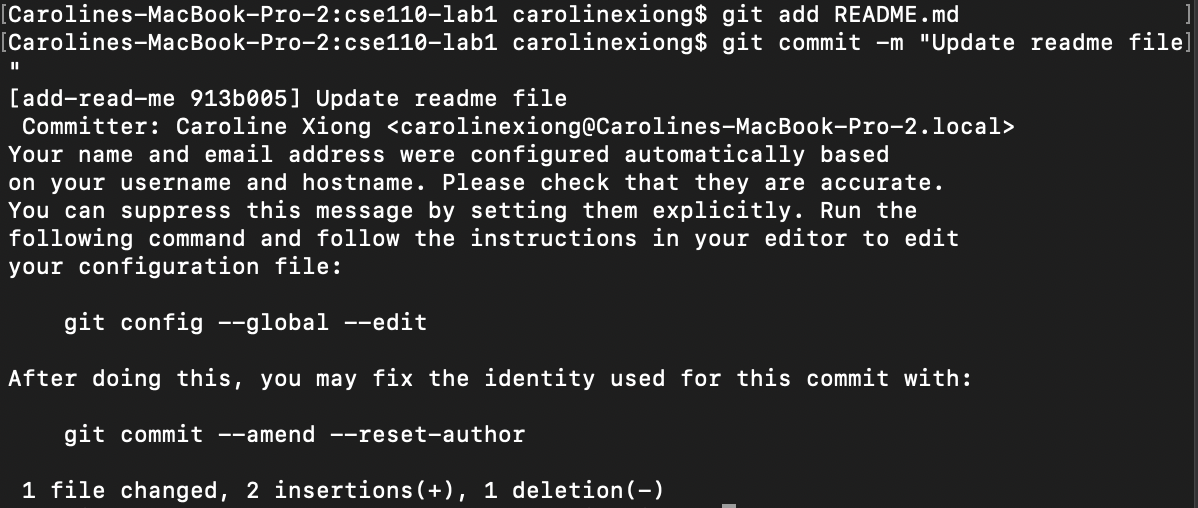 [Carolines-MacBook-Pro-2:cse110-lab1 carolinexiong$ git add README.md ]
[Carolines-MacBook-Pro-2:cse110-lab1 carolinexiong$ git commit -m "Update readme file]
"
[add-read-me 913b005] Update readme file
 Committer: Caroline Xiong <carolinexiong@Carolines-MacBook-Pro-2.local>
Your name and email address were configured automatically based
on your username and hostname. Please check that they are accurate.
You can suppress this message by setting them explicitly. Run the
following command and follow the instructions in your editor to edit
your configuration file:

    git config --global --edit

After doing this, you may fix the identity used for this commit with:

    git commit --amend --reset-author

 1 file changed, 2 insertions(+), 1 deletion(-)